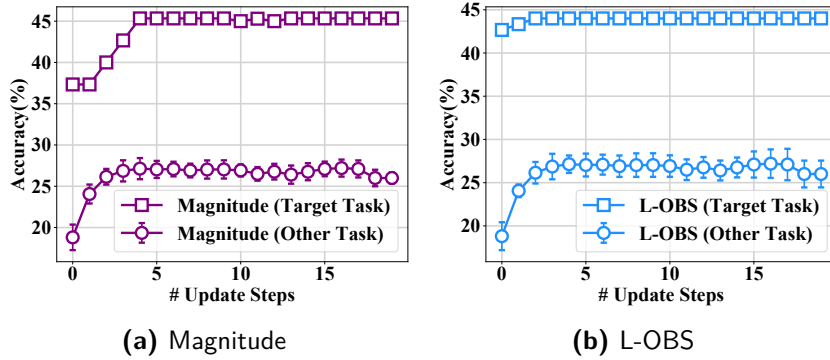 45
40
35
30
25
20
Accuracy(%)
Magnitude (Target Task)
Magnitude (Other Task)
0 5 10 15
# Update Steps
(a) Magnitude
45
40
35
30
25
20
Accuracy(%)
L-OBS (Target Task)
L-OBS (Other Task)
0 5 10 15
# Update Steps
(b) L-OBS